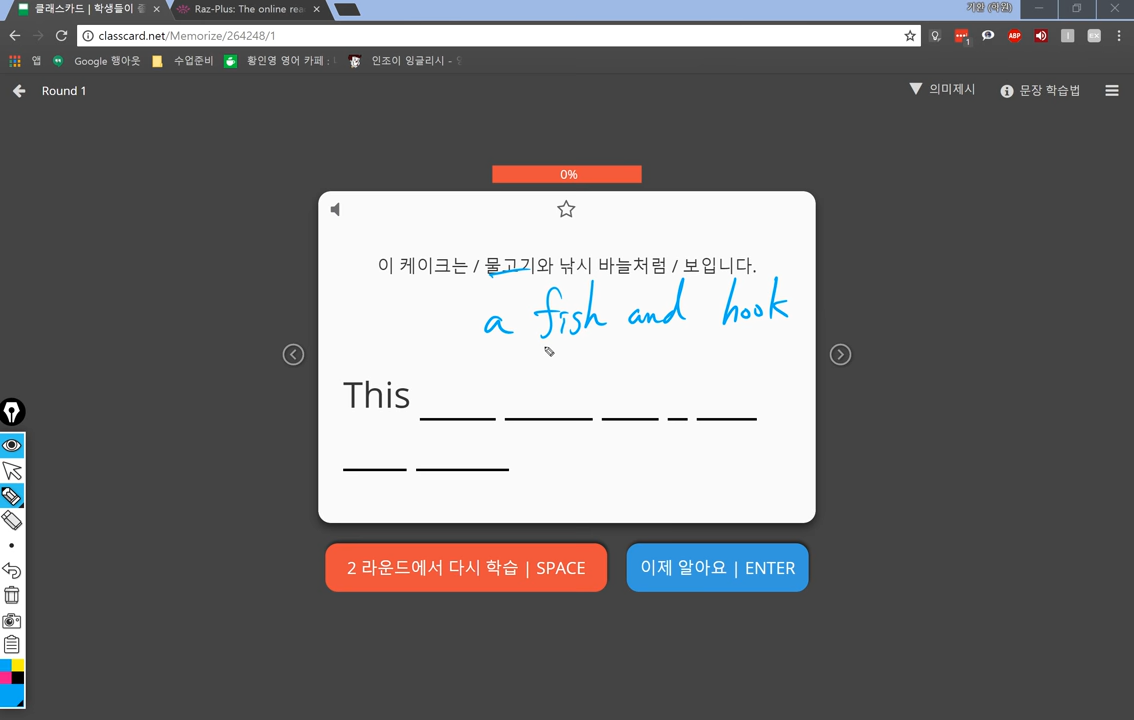 클래스카드 | 학생들이
Raz-Plus: The online rea
기환 (학원)
classcard.net/Memorize/264248/1
앱
Google 행아웃
수업준비
황인영 영어 카페 :
인조이 잉글리시 -
Round 1
의미제시
문장 학습법
0%
이 케이크는 / 물고기와 낚시 바늘처럼 / 보입니다.
a fish and hook
This
2 라운드에서 다시 학습 | SPACE
이제 알아요 | ENTER